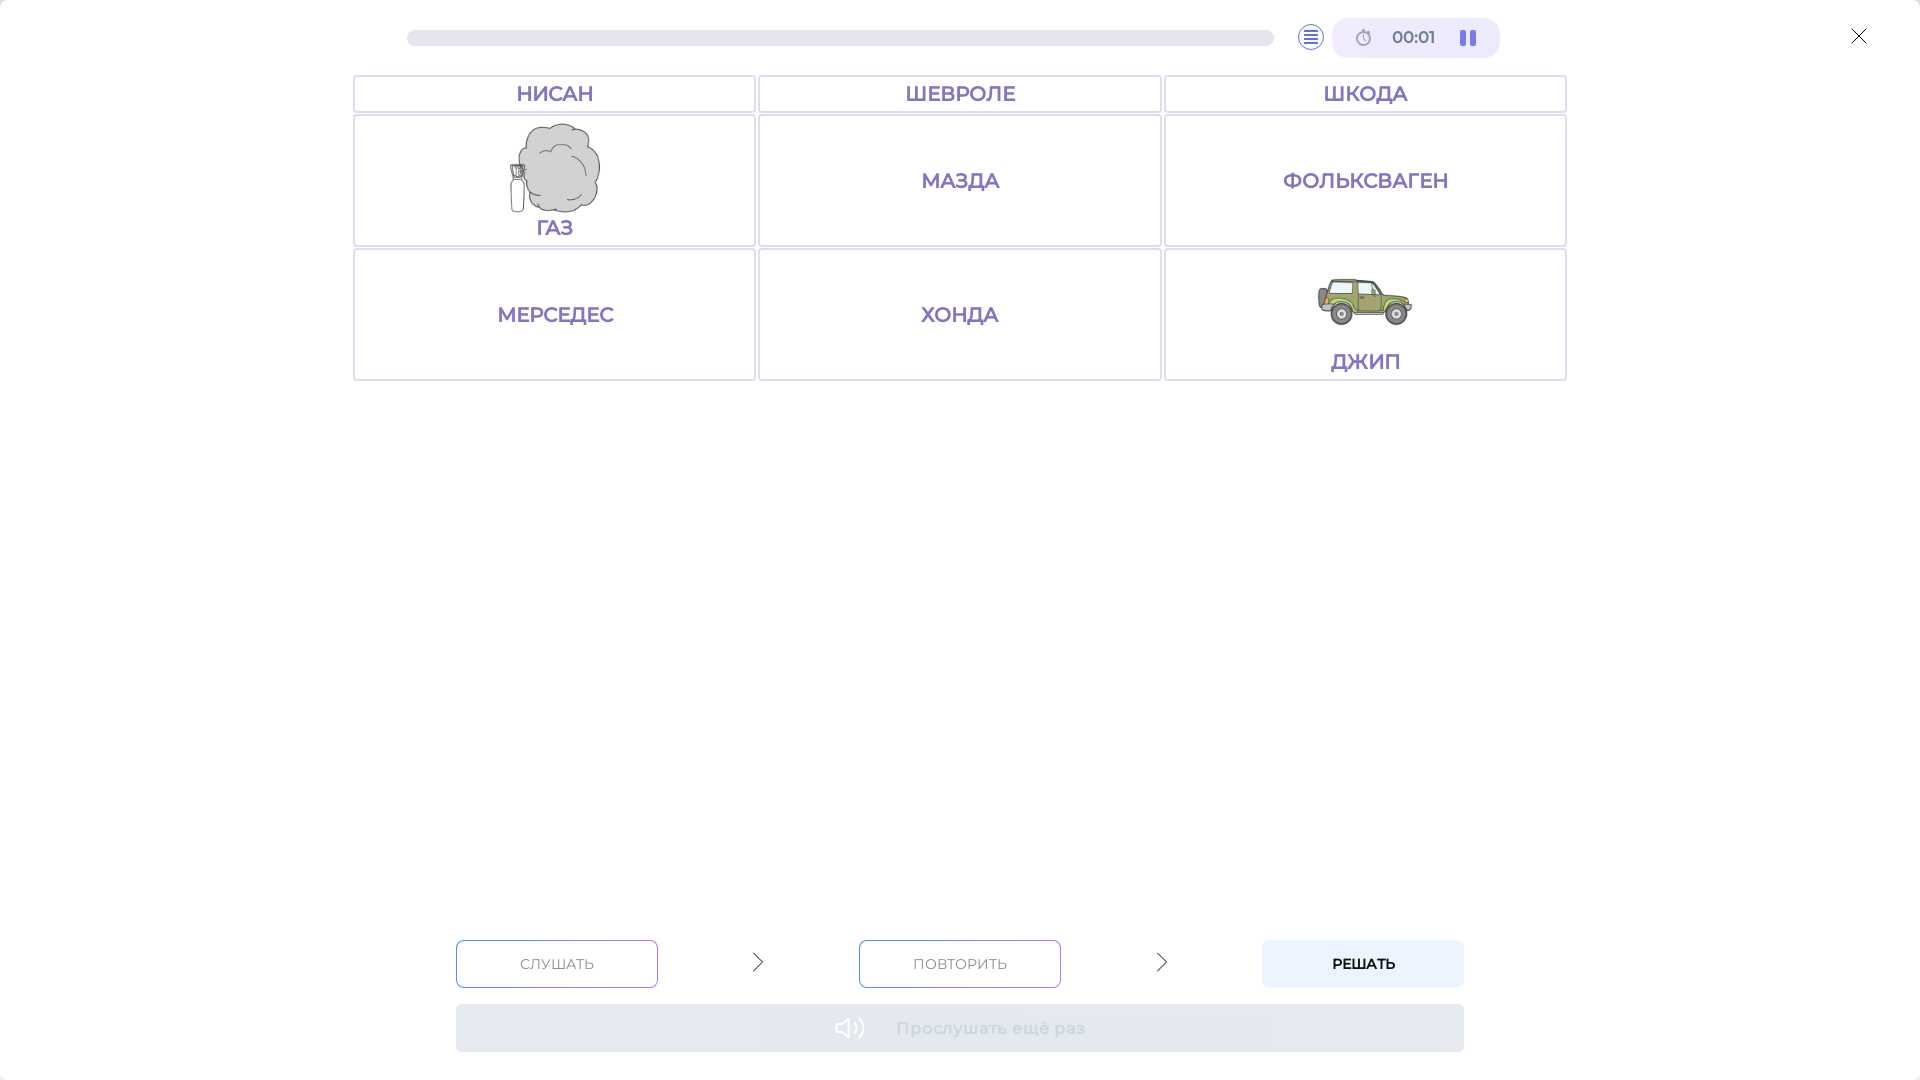 00:01
НИСАН
ШЕВРОЛЕ
ШКОДА
ГАЗ
МАЗДА
ФОЛЬКСВАГЕН
МЕРСЕДЕС
ХОНДА
ДЖИП
СЛУШАТЬ
ПОВТОРИТЬ
РЕШАТЬ
Прослушать ещё раз